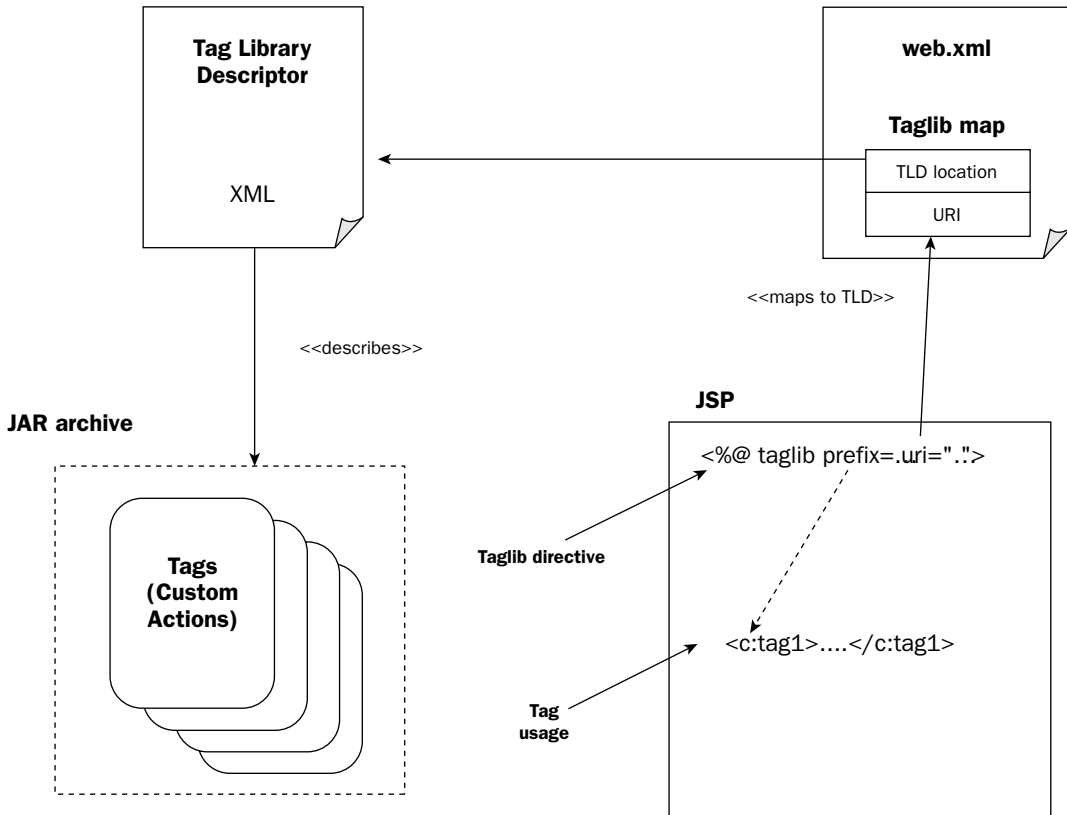 Tag Library
Descriptor
XML
web.xml
Taglib map
TLD location
URI
<<maps to TLD>>
<<describes>>
JAR archive
Tags
(Custom
Actions)
JSP
<%@ taglib prefix=...uri="...">
Taglib directive
<c:tag1>....</c:tag1>
Tag
usage